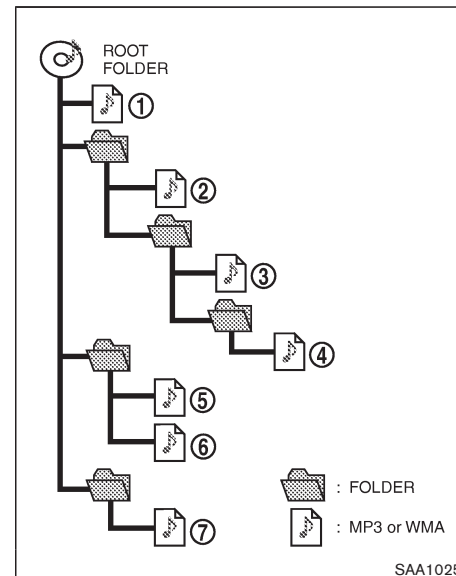 ROOT
FOLDER
①
②
③
④
⑤
⑥
⑦
: FOLDER
: MP3 or WMA
SAA1025